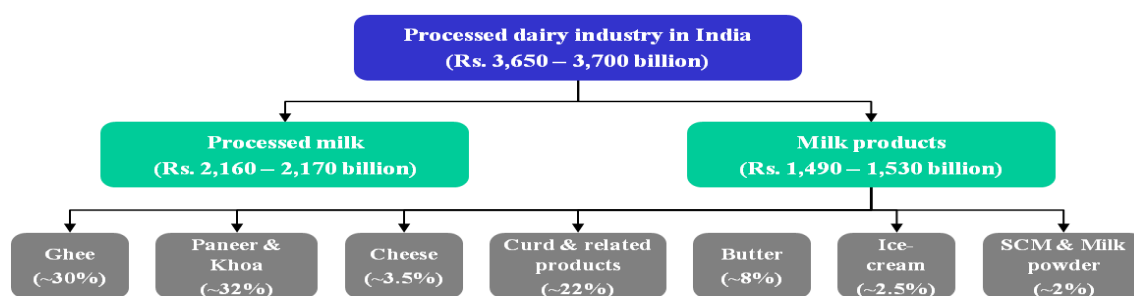 Processed dairy industry in India
(Rs. 3,650 – 3,700 billion)
Processed milk
(Rs. 2,160 – 2,170 billion)
Milk products
(Rs. 1,490 – 1,530 billion)
Ghee
(~30%)
Paneer &
Khoa
(~32%)
Cheese
(~3.5%)
Curd & related
products
(~22%)
Butter
(~8%)
Ice-
cream
(~2.5%)
SCM & Milk
powder
(~2%)